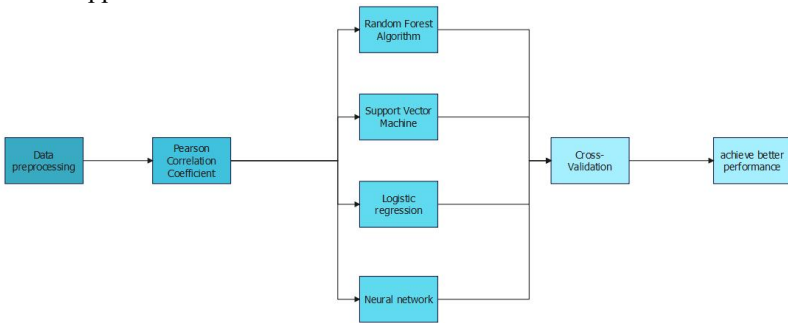 Random Forest
Algorithm
Support Vector
Machine
Data
preprocessing
Pearson
Correlation
Coefficient
Cross-
Validation
achieve better
performance
Logistic
regression
Neural network